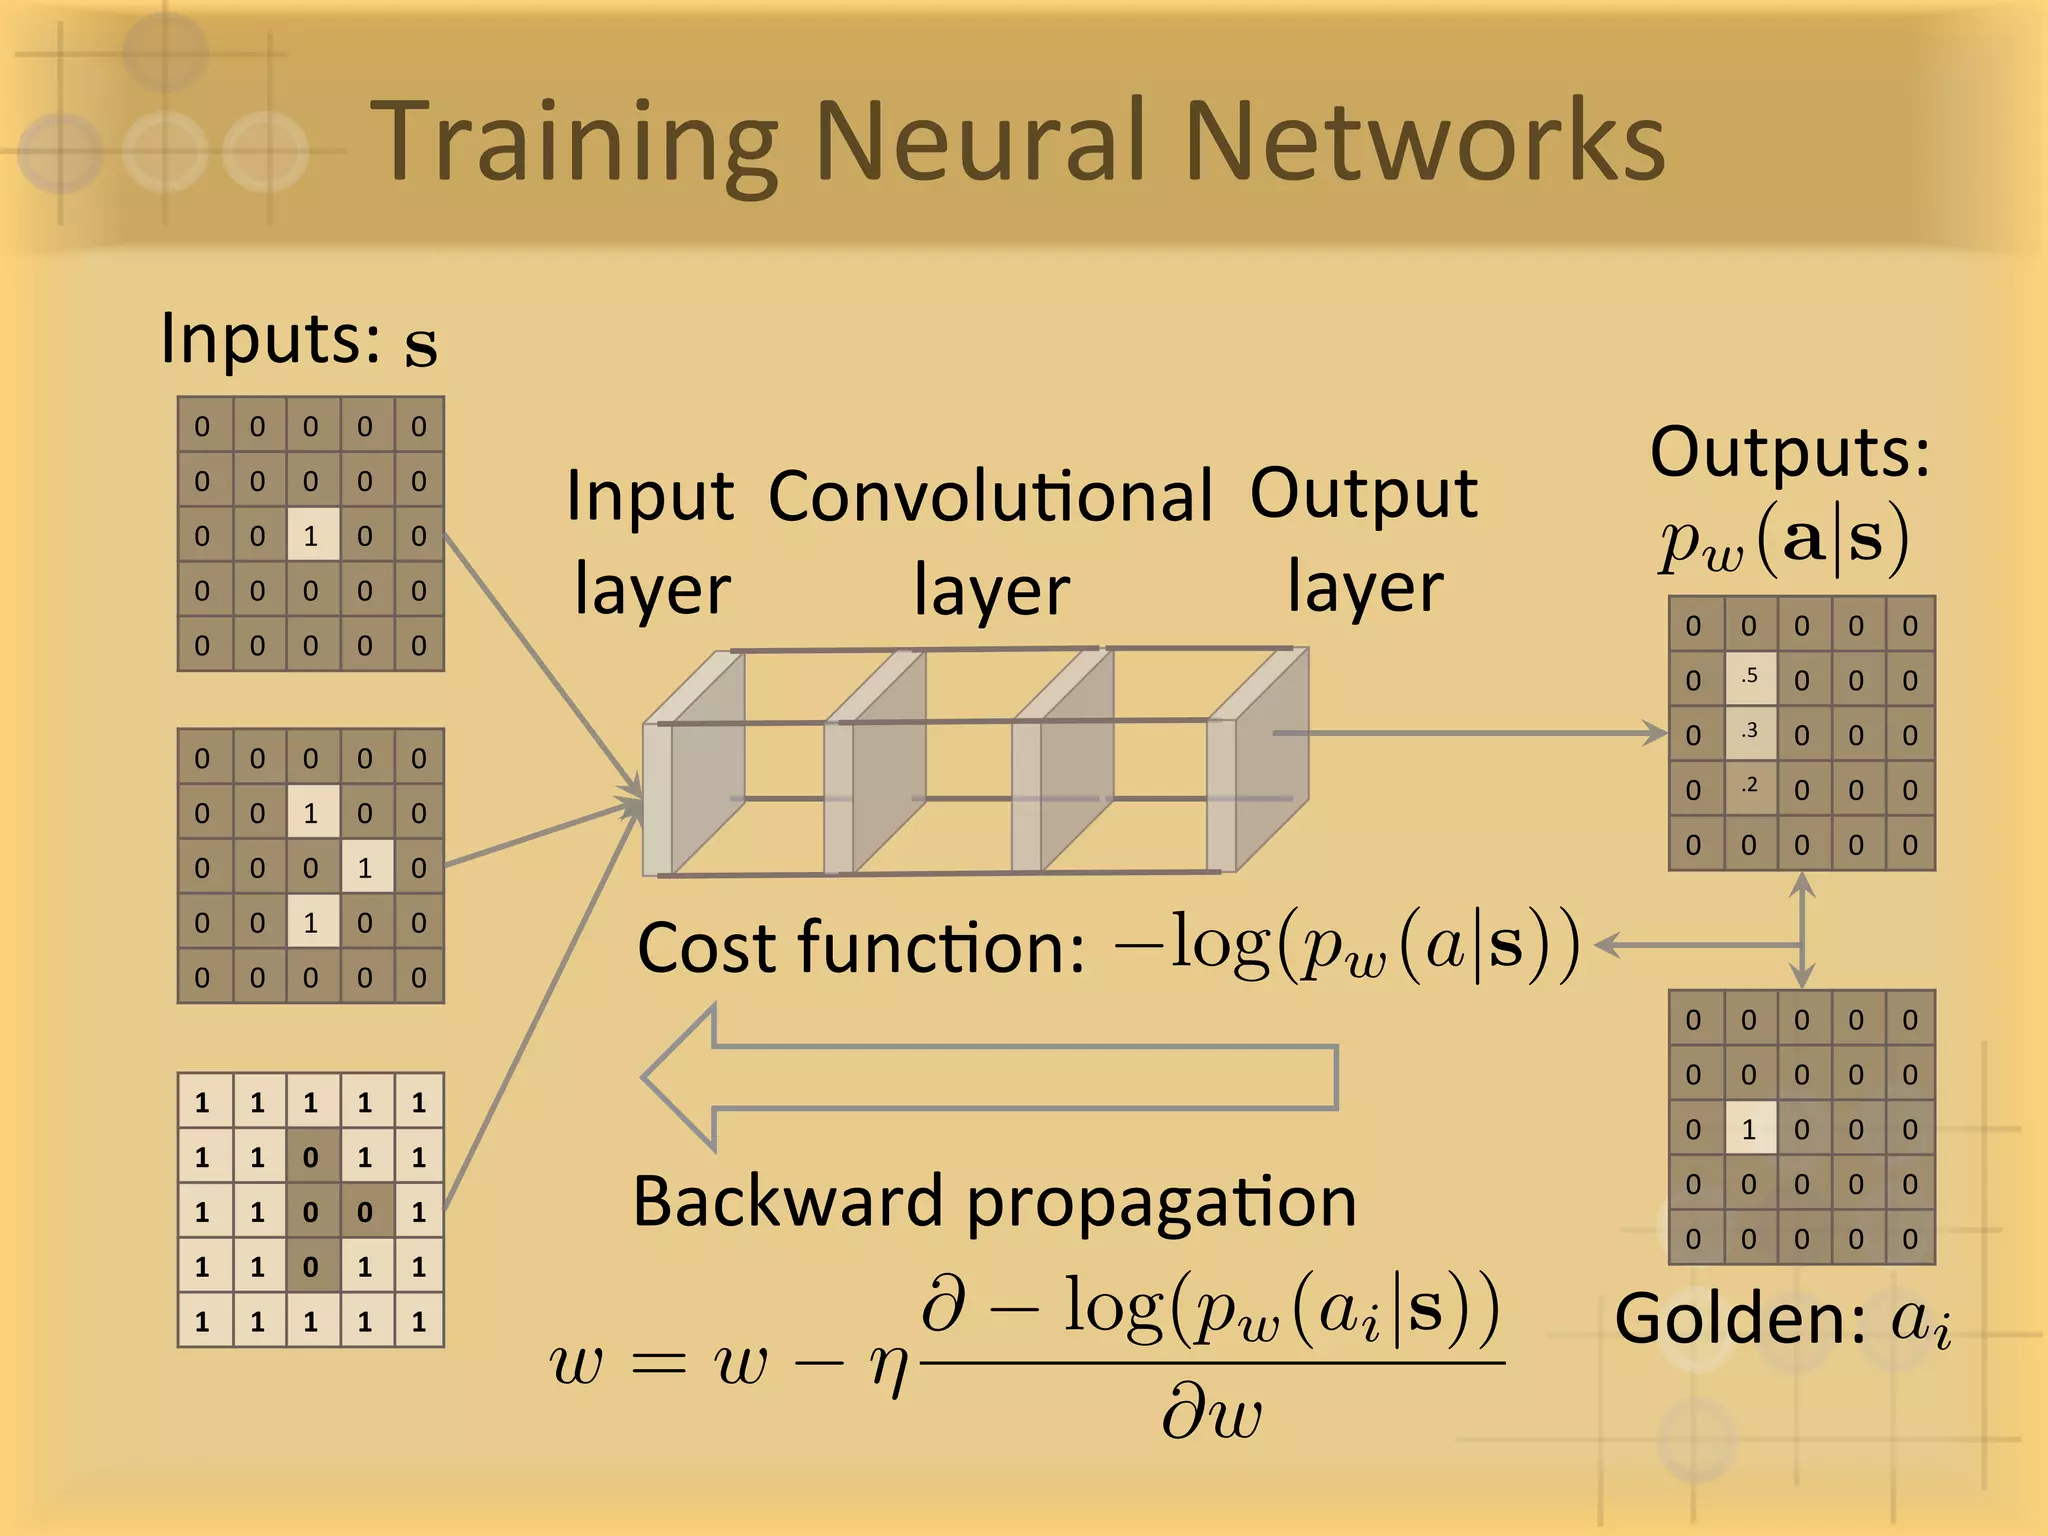 Training Neural Networks
Inputs: s
0 0 0 0 0
0 0 0 0 0
0 0 1 0 0
0 0 0 0 0
0 0 0 0 0
0 0 0 0 0
0 0 1 0 0
0 0 0 1 0
0 0 1 0 0
0 0 0 0 0
1 1 1 1 1
1 1 0 1 1
1 1 0 0 1
1 1 0 1 1
1 1 1 1 1
Input
layer
Convolutional
layer
Output
layer
Outputs:
p_w(a|s)
0 0 0 0 0
0 .5 0 0 0
0 .3 0 0 0
0 .2 0 0 0
0 0 0 0 0
Cost function: −log(p_w(a|s))
0 0 0 0 0
0 0 0 0 0
0 1 0 0 0
0 0 0 0 0
0 0 0 0 0
Golden: a_i
Backward propagation
w = w − η ∂ − log(p_w(a_i|s)) / ∂w